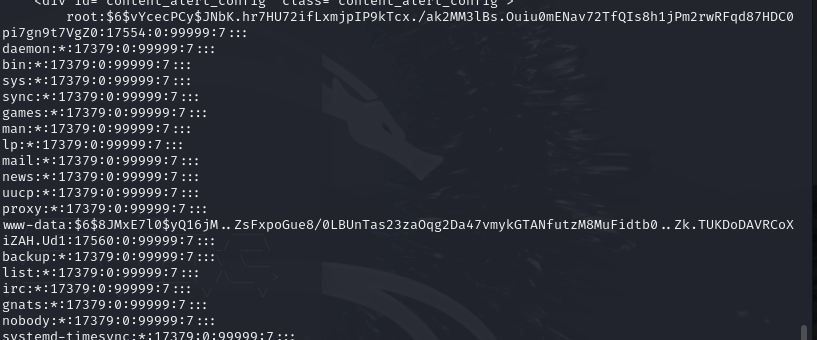 <div id="content_alert_config" class="content_alert_config">
root:$6$vYcecPCy$JNbK.hr7HU72ifLxmjpIP9kTcx./ak2MM3lBs.Ouiu0mENav72TfQIs8h1jPm2rwRFqd87HDC0
pi7gn9t7VgZ0:17554:0:99999:7:::
daemon:*:17379:0:99999:7:::
bin:*:17379:0:99999:7:::
sys:*:17379:0:99999:7:::
sync:*:17379:0:99999:7:::
games:*:17379:0:99999:7:::
man:*:17379:0:99999:7:::
lp:*:17379:0:99999:7:::
mail:*:17379:0:99999:7:::
news:*:17379:0:99999:7:::
uucp:*:17379:0:99999:7:::
proxy:*:17379:0:99999:7:::
www-data:$6$8JMxE7l0$yQ16jM..ZsFxpoGue8/0LBUnTas23zaOqg2Da47vmykGTANfutzM8MuFidtb0..Zk.TUKDoDAVRCoX
iZAH.Ud1:17560:0:99999:7:::
backup:*:17379:0:99999:7:::
list:*:17379:0:99999:7:::
irc:*:17379:0:99999:7:::
gnats:*:17379:0:99999:7:::
nobody:*:17379:0:99999:7:::
systemd-timesync:*:17379:0:99999:7:::